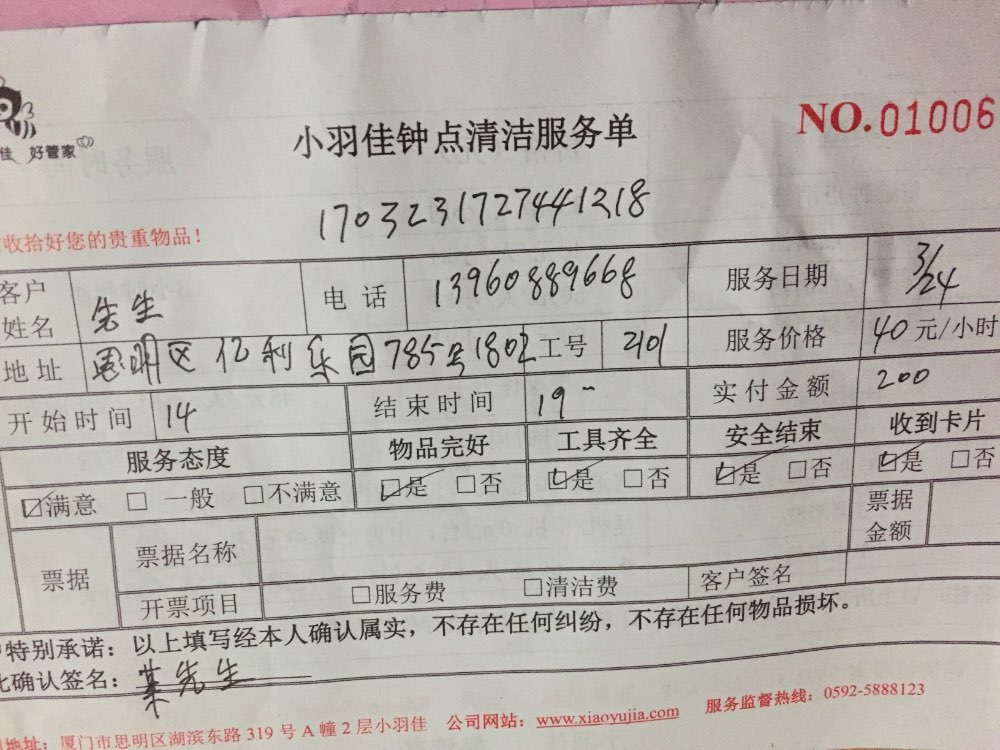 佳 好管家
小羽佳钟点清洁服务单
NO.01006
收拾好您的贵重物品!
1703231727441218
客户姓名 先生 电话 13960889668 服务日期 3/24
地址 思明区亿利乐园785号1802 工号 2101 服务价格 40元/小时
开始时间 14 结束时间 19 实付金额 200
服务态度 物品完好 工具齐全 安全结束 收到卡片
☑满意 □一般 □不满意 ☑是 □否 ☑是 □否 ☑是 □否 ☑是 □否
票据 票据名称 票据金额
开票项目 □服务费 □清洁费 客户签名
特别承诺：以上填写经本人确认属实，不存在任何纠纷，不存在任何物品损坏。
比确认签名： 先生
地址：厦门市思明区湖滨东路 319 号 A 幢 2 层小羽佳 公司网站：www.xiaoyujia.com 服务监督热线：0592-5888123